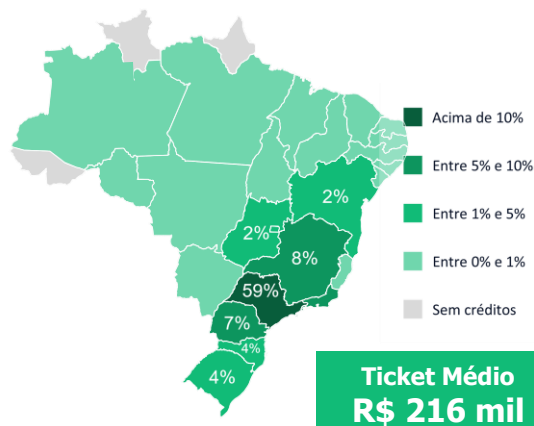 Acima de 10%
Entre 5% e 10%
2%
Entre 1% e 5%
2%
8%
Entre 0% e 1%
59%
Sem créditos
7%
4%
4%
Ticket Médio
R$ 216 mil